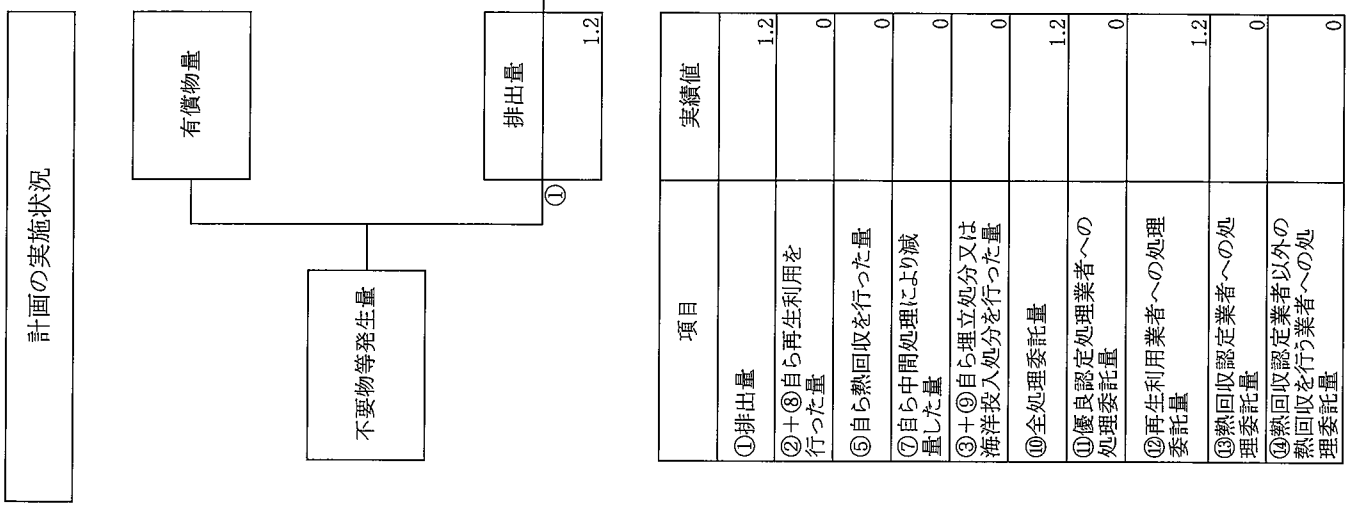 計画の実施状況
有償物量
不要物等発生量
①
排出量
1.2
項目 実績値
①排出量 1.2
②+⑧自ら再生利用を
行った量 0
⑤自ら熱回収を行った量 0
⑦自ら中間処理により減
量した量 0
③+⑨自ら埋立処分又は
海洋投入処分を行った量 0
⑩全処理委託量 1.2
⑪優良認定処理業者への
処理委託量 0
⑫再生利用業者への処理
委託量 1.2
⑬熱回収認定業者への処
理委託量 0
⑭熱回収認定業者以外の
熱回収を行う業者への処
理委託量 0